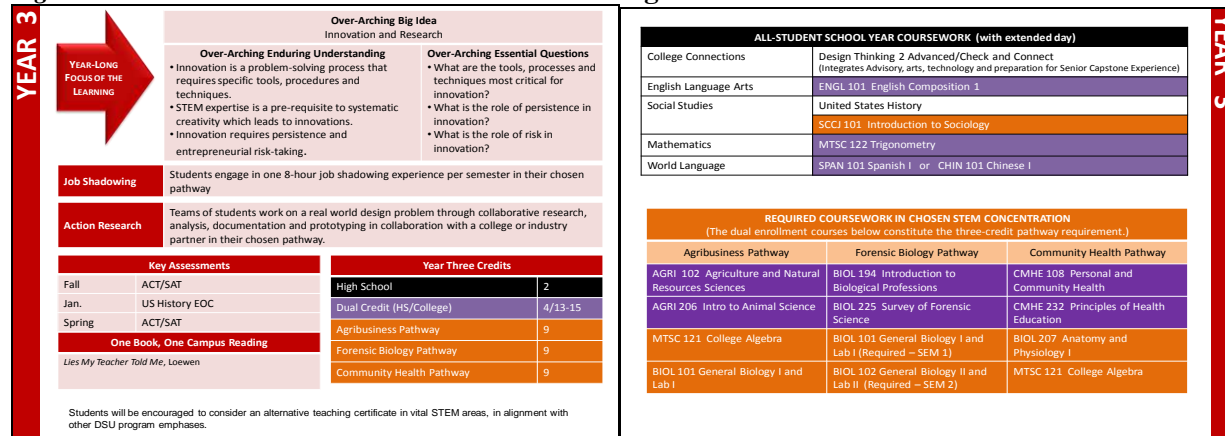 YEAR 3
YEAR-LONG
FOCUS OF THE
LEARNING
Over-Arching Big Idea
Innovation and Research
Over-Arching Enduring Understanding
• Innovation is a problem-solving process that
requires specific tools, procedures and
techniques.
• STEM expertise is a pre-requisite to systematic
creativity which leads to innovations.
• Innovation requires persistence and
entrepreneurial risk-taking.
Over-Arching Essential Questions
• What are the tools, processes and
techniques most critical for
innovation?
• What is the role of persistence in
innovation?
• What is the role of risk in
innovation?
Job Shadowing
Students engage in one 8-hour job shadowing experience per semester in their chosen
pathway
Action Research
Teams of students work on a real world design problem through collaborative research,
analysis, documentation and prototyping in collaboration with a college or industry
partner in their chosen pathway.
Key Assessments
Fall ACT/SAT
Jan. US History EOC
Spring ACT/SAT
One Book, One Campus Reading
Lies My Teacher Told Me, Loewen
Year Three Credits
High School 2
Dual Credit (HS/College) 4/13-15
Agribusiness Pathway 9
Forensic Biology Pathway 9
Community Health Pathway 9
Students will be encouraged to consider an alternative teaching certificate in vital STEM areas, in alignment with
other DSU program emphases.
ALL-STUDENT SCHOOL YEAR COURSEWORK (with extended day)
College Connections Design Thinking 2 Advanced/Check and Connect
(Integrates Advisory, arts, technology and preparation for Senior Capstone Experience)
English Language Arts ENGL 101 English Composition 1
Social Studies United States History
SCCJ 101 Introduction to Sociology
Mathematics MTSC 122 Trigonometry
World Language SPAN 101 Spanish I or CHIN 101 Chinese I
REQUIRED COURSEWORK IN CHOSEN STEM CONCENTRATION
(The dual enrollment courses below constitute the three-credit pathway requirement.)
Agribusiness Pathway Forensic Biology Pathway Community Health Pathway
AGRI 102 Agriculture and Natural BIOL 194 Introduction to CMHE 108 Personal and
Resources Sciences Biological Professions Community Health
AGRI 206 Intro to Animal Science BIOL 225 Survey of Forensic CMHE 232 Principles of Health
Science Education
MTSC 121 College Algebra BIOL 101 General Biology I and BIOL 207 Anatomy and
Lab I (Required – SEM 1) Physiology I
BIOL 101 General Biology I and BIOL 102 General Biology II and MTSC 121 College Algebra
Lab I Lab II (Required – SEM 2)
YEAR 3